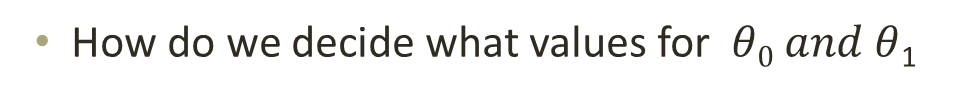 • How do we decide what values for θ₀ and θ₁